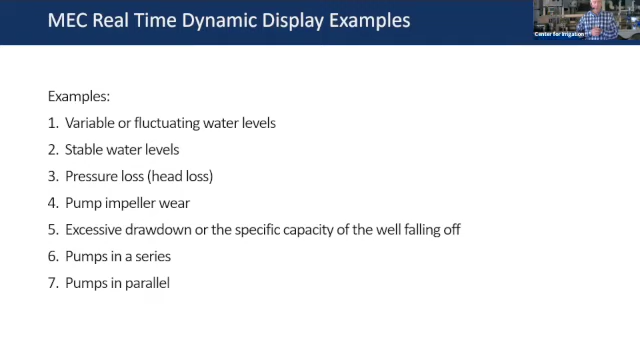 MEC Real Time Dynamic Display Examples
Center for Irrigation
Examples:
1. Variable or fluctuating water levels
2. Stable water levels
3. Pressure loss (head loss)
4. Pump impeller wear
5. Excessive drawdown or the specific capacity of the well falling off
6. Pumps in a series
7. Pumps in parallel